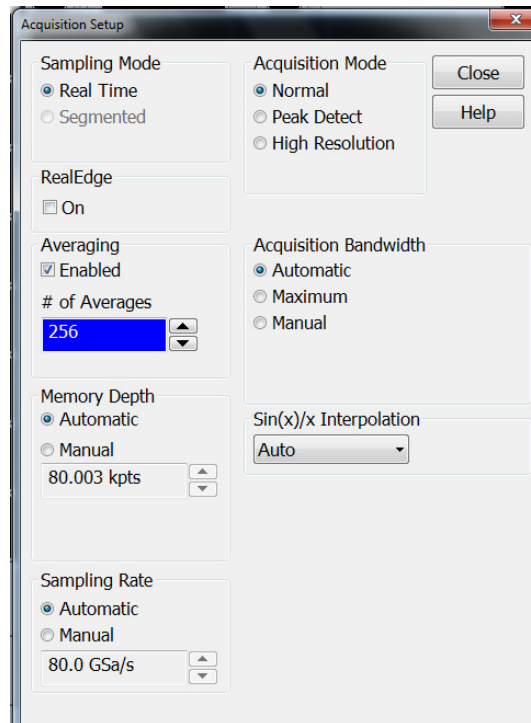 Acquisition Setup
Sampling Mode
Real Time
Segmented
Acquisition Mode
Normal
Peak Detect
High Resolution
Close
Help
RealEdge
On
Averaging
Enabled
# of Averages
256
Acquisition Bandwidth
Automatic
Maximum
Manual
Memory Depth
Automatic
Manual
80.003 kpts
Sin(x)/x Interpolation
Auto
Sampling Rate
Automatic
Manual
80.0 GSa/s